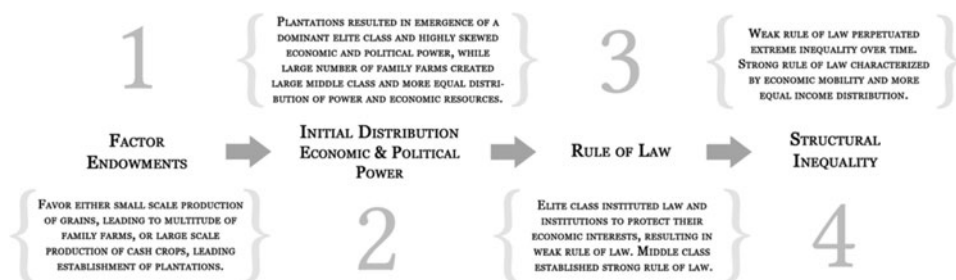 1
Plantations resulted in emergence of a
dominant elite class and highly skewed
economic and political power, while
large number of family farms created
large middle class and more equal distri-
bution of power and economic resources.
3
Weak rule of law perpetuated
extreme inequality over time.
Strong rule of law characterized
by economic mobility and more
equal income distribution.
Factor
Endowments
Initial Distribution
Economic & Political
Power
Rule of Law
Structural
Inequality
Favor either small scale production
of grains, leading to multitude of
family farms, or large scale
production of cash crops, leading
establishment of plantations.
2
Elite class instituted law and
institutions to protect their
economic interests, resulting in
weak rule of law. Middle class
established strong rule of law.
4